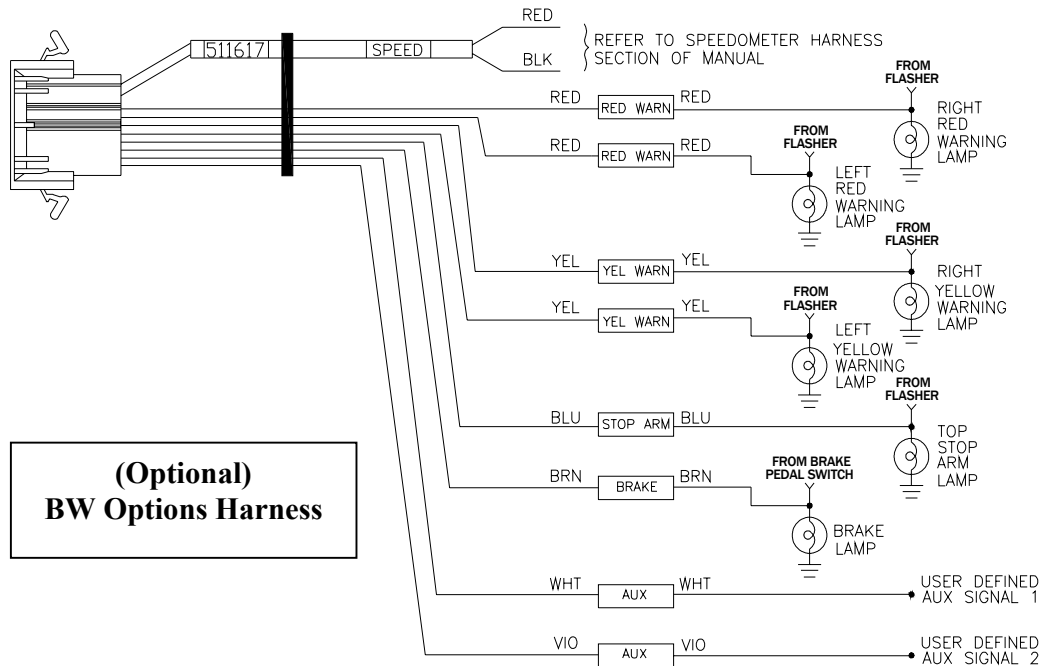 RED
511617 SPEED
BLK
REFER TO SPEEDOMETER HARNESS
SECTION OF MANUAL
FROM
FLASHER
RED RED WARN RED
RIGHT
RED
WARNING
LAMP
FROM
FLASHER
RED RED WARN RED
LEFT
RED
WARNING
LAMP
FROM
FLASHER
YEL YEL WARN YEL
RIGHT
YELLOW
WARNING
LAMP
FROM
FLASHER
YEL YEL WARN YEL
LEFT
YELLOW
WARNING
LAMP
FROM
FLASHER
BLU STOP ARM BLU
TOP
STOP
ARM
LAMP
FROM BRAKE
PEDAL SWITCH
BRN BRAKE BRN
BRAKE
LAMP
(Optional)
BW Options Harness
WHT AUX WHT
USER DEFINED
AUX SIGNAL 1
VIO AUX VIO
USER DEFINED
AUX SIGNAL 2